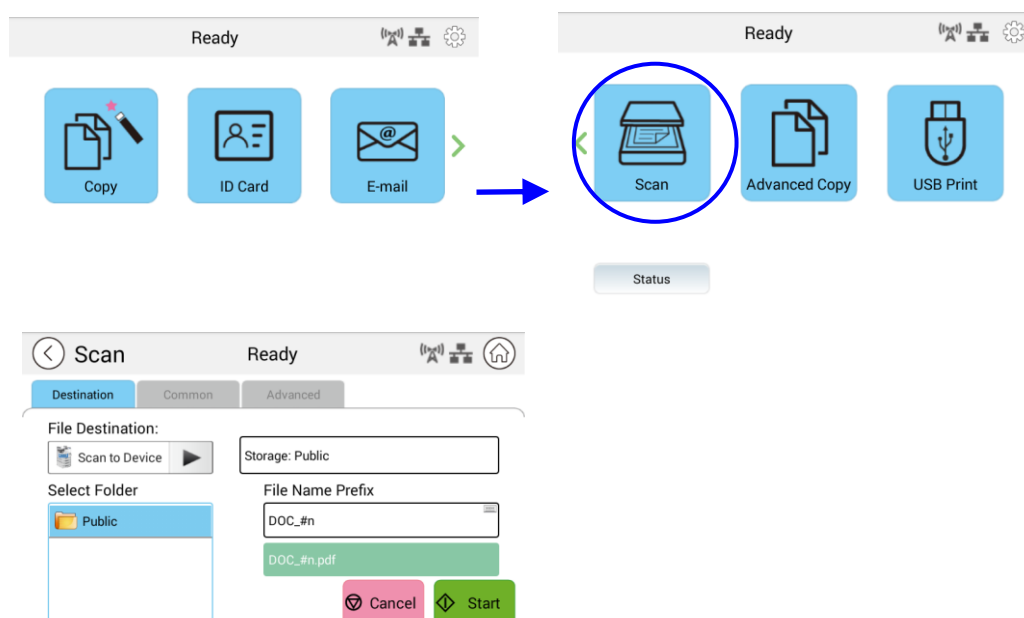 Ready
Copy
ID Card
E-mail
@
Ready
Scan
Advanced Copy
USB Print
Status
Scan
Ready
Destination
Common
Advanced
File Destination:
Scan to Device
Storage: Public
Select Folder
File Name Prefix
Public
DOC_#n
DOC_#n.pdf
Cancel
Start